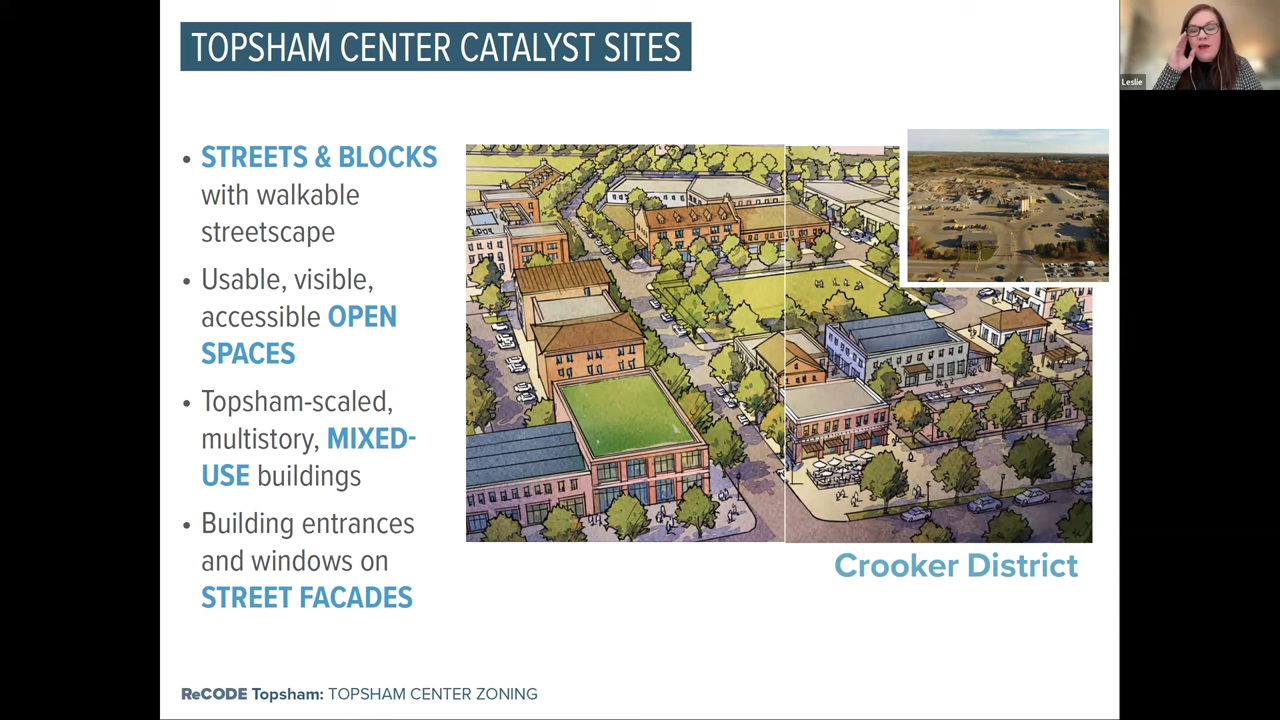 TOPSHAM CENTER CATALYST SITES
Leslie
• STREETS & BLOCKS
with walkable
streetscape
• Usable, visible,
accessible OPEN
SPACES
• Topsham-scaled,
multistory, MIXED-
USE buildings
• Building entrances
and windows on
STREET FACADES
Crooker District
ReCODE Topsham: TOPSHAM CENTER ZONING